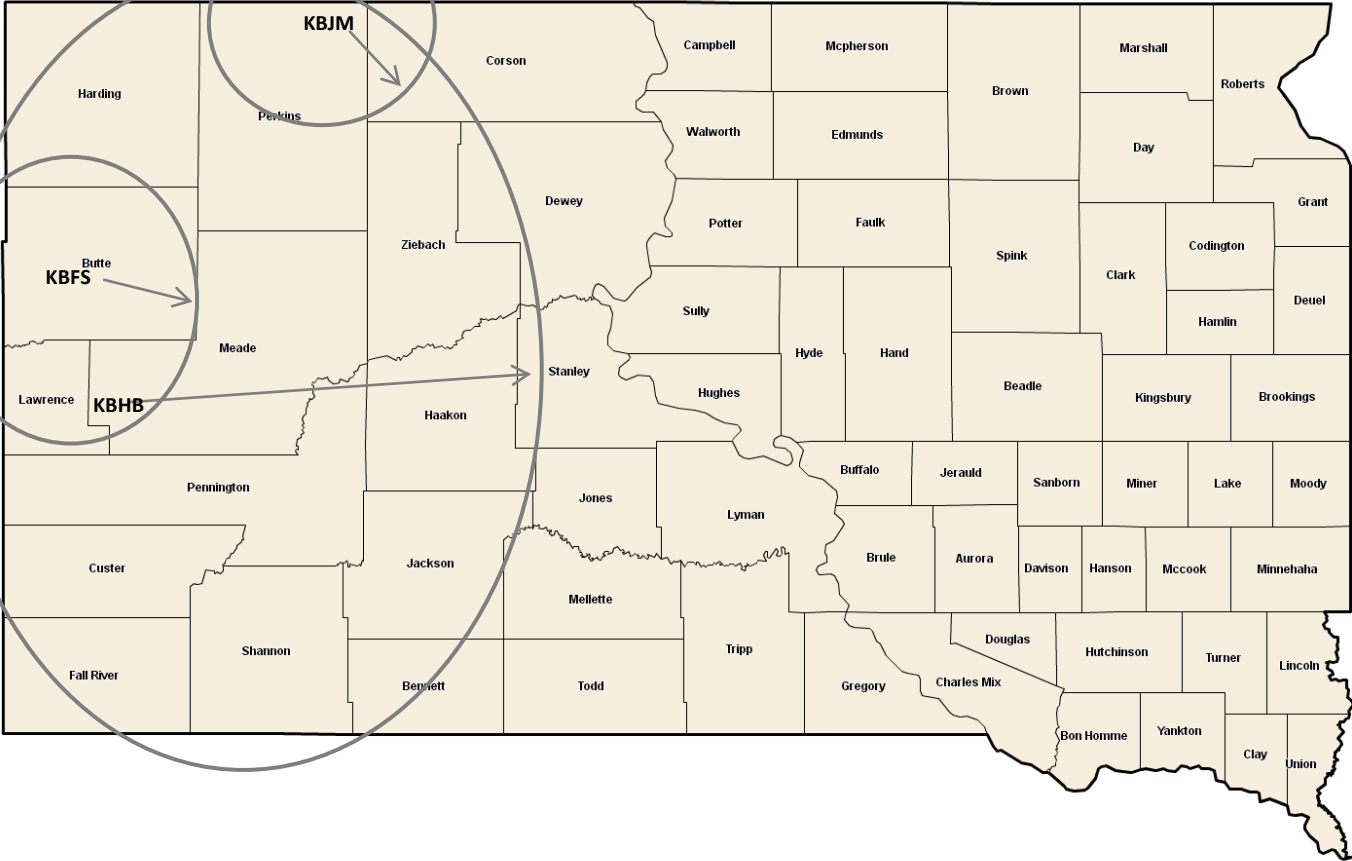 KBJM
Campbell
Mcpherson
Marshall
Corson
Roberts
Harding
Brown
Perkins
Walworth
Edmunds
Day
Dewey
Grant
Potter
Faulk
Ziebach
Codington
Spink
Butte
KBFS
Clark
Deuel
Sully
Hamlin
Meade
Hyde
Hand
Stanley
Beadle
Hughes
Kingsbury
Brookings
Lawrence
KBHB
Haakon
Buffalo
Jerauld
Pennington
Sanborn
Miner
Lake
Moody
Jones
Lyman
Brule
Aurora
Jackson
Custer
Davison
Hanson
Mccook
Minnehaha
Mellette
Douglas
Shannon
Tripp
Hutchinson
Turner
Lincoln
Fall River
Bennett
Todd
Gregory
Charles Mix
Bon Homme
Yankton
Clay
Union